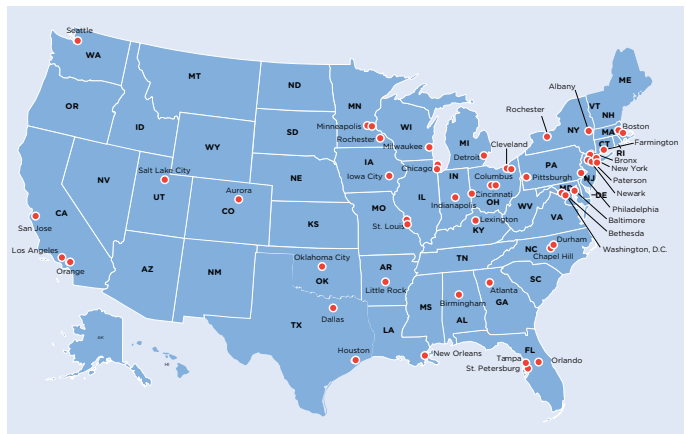 Seattle
WA
ME
MT
ND
Albany
VT
OR
MN
NH
Rochester
Minneapolis
WI
NY
MA
Boston
ID
SD
MI
CT
Farmington
Rochester
Milwaukee
Cleveland
RI
WY
Detroit
Bronx
IA
Chicago
PA
New York
Salt Lake City
Iowa City
IN
Columbus
Pittsburgh
NJ
Paterson
NV
NE
Aurora
UT
IL
Cincinnati
MD
DE
Newark
CO
Indianapolis
OH
WV
Philadelphia
CA
MO
Lexington
VA
Baltimore
San Jose
KS
St. Louis
KY
Bethesda
Los Angeles
Durham
NC
Washington, D.C.
Chapel Hill
Orange
AZ
NM
Oklahoma City
OK
AR
TN
SC
Little Rock
Atlanta
Birmingham
GA
MS
Dallas
AL
TX
LA
AK
Houston
New Orleans
FL
HI
Tampa
Orlando
St. Petersburg